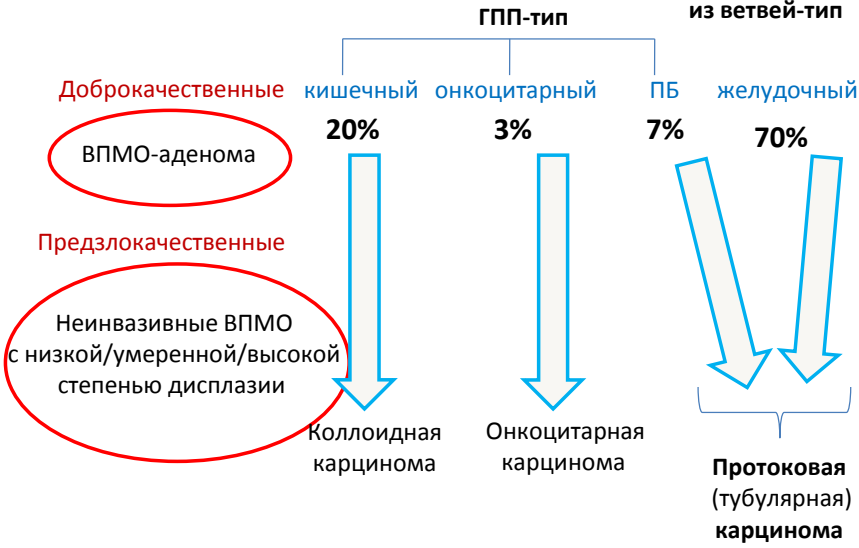 ГПП-тип
из ветвей-тип
Доброкачественные
кишечный
онкоцитарный
ПБ
желудочный
20%
3%
7%
70%
ВПМО-аденома
Предзлокачественные
Неинвазивные ВПМО
с низкой/умеренной/высокой
степенью дисплазии
Коллоидная
карцинома
Онкоцитарная
карцинома
Протоковая
(тубулярная)
карцинома